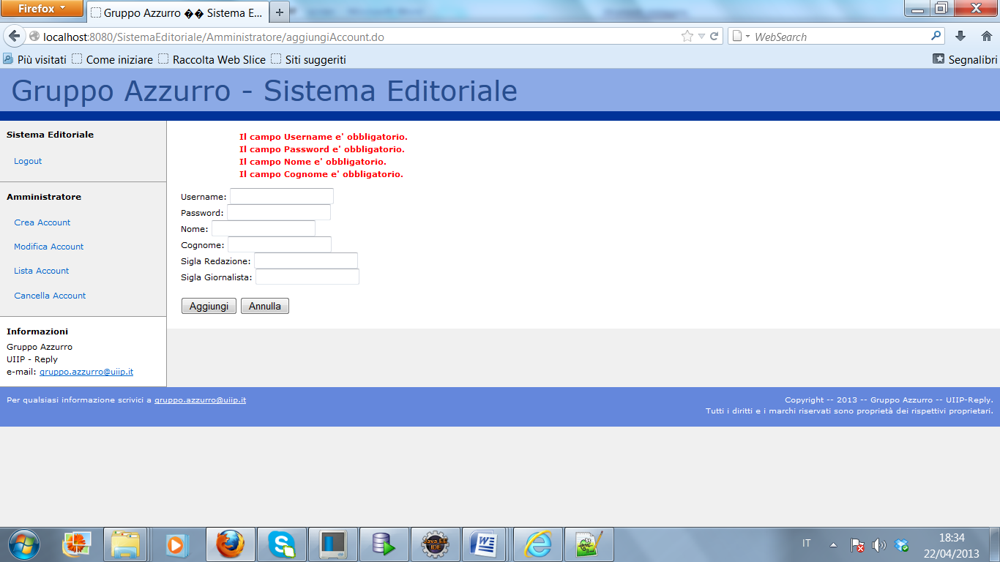 Firefox
Gruppo Azzurro �� Sistema E...
localhost:8080/SistemaEditoriale/Amministratore/aggiungiAccount.do
WebSearch
Più visitati
Come iniziare
Raccolta Web Slice
Siti suggeriti
Segnalibri
Gruppo Azzurro - Sistema Editoriale
Sistema Editoriale
Logout
Amministratore
Crea Account
Modifica Account
Lista Account
Cancella Account
Informazioni
Gruppo Azzurro
UIIP - Reply
e-mail: gruppo.azzurro@uiip.it
Il campo Username e' obbligatorio.
Il campo Password e' obbligatorio.
Il campo Nome e' obbligatorio.
Il campo Cognome e' obbligatorio.
Username:
Password:
Nome:
Cognome:
Sigla Redazione:
Sigla Giornalista:
Aggiungi
Annulla
Per qualsiasi informazione scrivici a gruppo.azzurro@uiip.it
Copyright -- 2013 -- Gruppo Azzurro -- UIIP-Reply.
Tutti i diritti e i marchi riservati sono proprietà dei rispettivi proprietari.
Java EE
IDE
IT
18:34
22/04/2013